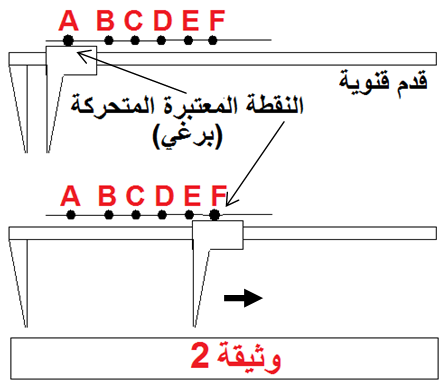 A B C D E F
قدم قنوية
النقطة المعتبرة المتحركة
(برغي)
A B C D E F
وثيقة 2